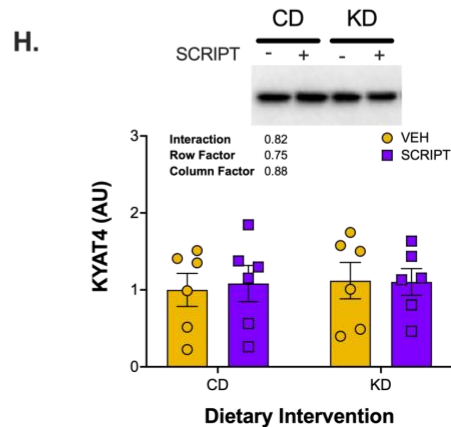 H.
CD KD
SCRIPT - + - +
Interaction 0.82
Row Factor 0.75
Column Factor 0.88
VEH
SCRIPT
KYAT4 (AU)
3
2
1
0
CD KD
Dietary Intervention